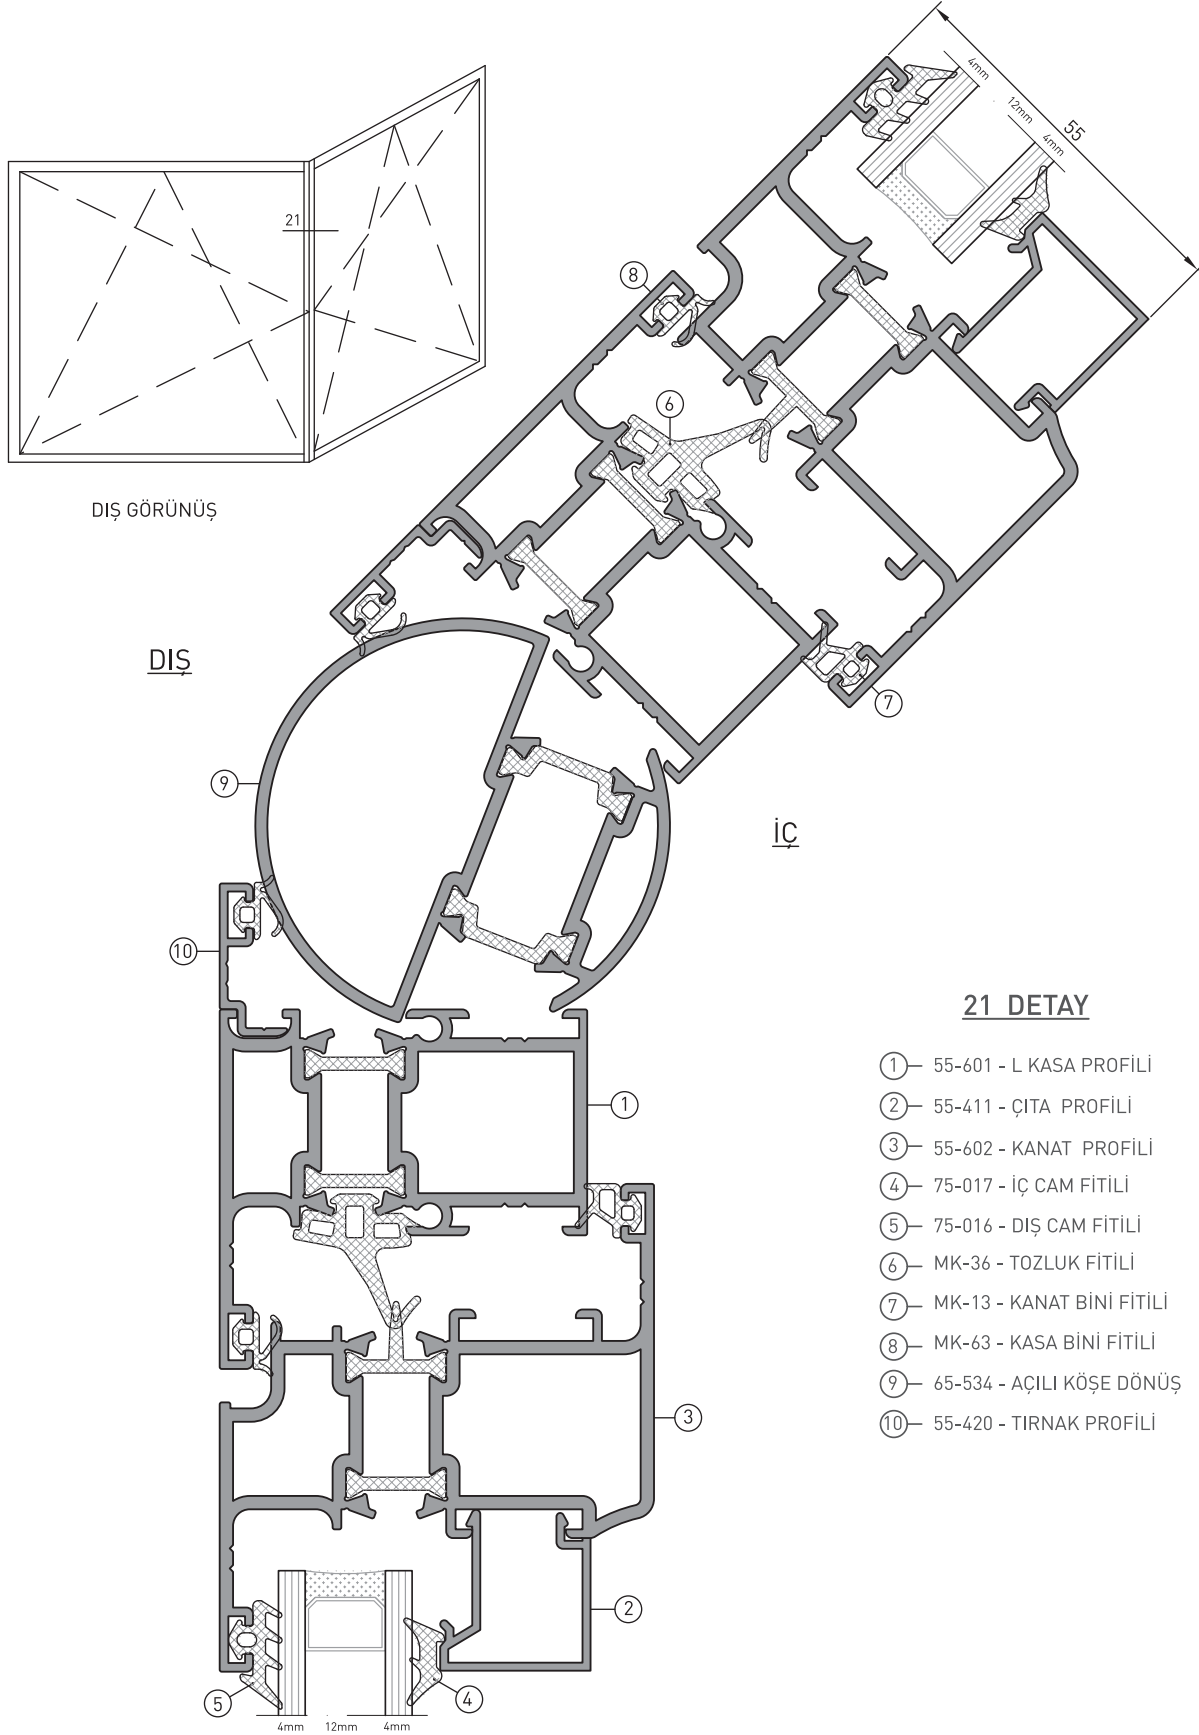 4mm
12mm
4mm
55
21
8
6
DIŞ GÖRÜNÜŞ
DIŞ
7
9
İÇ
10
21 DETAY
1 55-601 - L KASA PROFİLİ
2 55-411 - ÇITA PROFİLİ
3 55-602 - KANAT PROFİLİ
4 75-017 - İÇ CAM FİTİLİ
5 75-016 - DIŞ CAM FİTİLİ
6 MK-36 - TOZLUK FİTİLİ
7 MK-13 - KANAT BİNİ FİTİLİ
8 MK-63 - KASA BİNİ FİTİLİ
9 65-534 - AÇILI KÖŞE DÖNÜŞ
10 55-420 - TIRNAK PROFİLİ
1
3
2
5
4
4mm 12mm 4mm